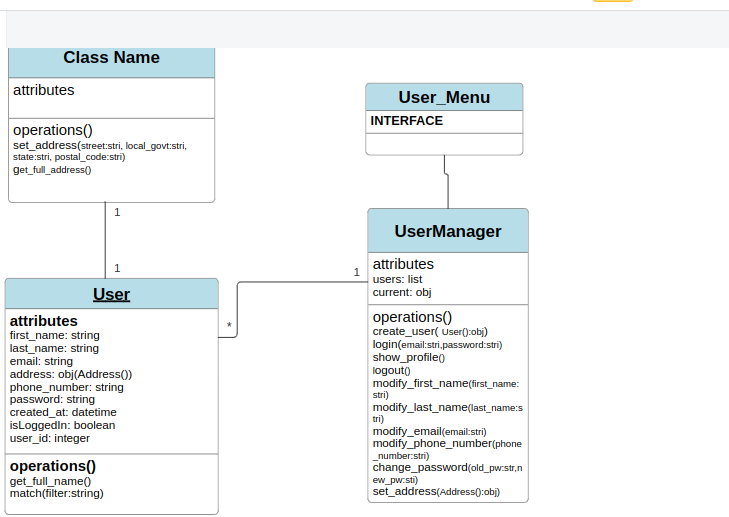 Class Name
attributes
operations()
set_address(street:stri, local_govt:stri,
state:stri, postal_code:stri)
get_full_address()
1
1
User
attributes
first_name: string
last_name: string
email: string
address: obj(Address())
phone_number: string
password: string
created_at: datetime
isLoggedIn: boolean
user_id: integer
operations()
get_full_name()
match(filter:string)
*
1
User_Menu
INTERFACE
UserManager
attributes
users: list
current: obj
operations()
create_user( User():obj)
login(email:stri,password:stri)
show_profile()
logout()
modify_first_name(first_name:
stri)
modify_last_name(last_name:s
tri)
modify_email(email:stri)
modify_phone_number(phone
_number:stri)
change_password(old_pw:str,n
ew_pw:sti)
set_address(Address():obj)